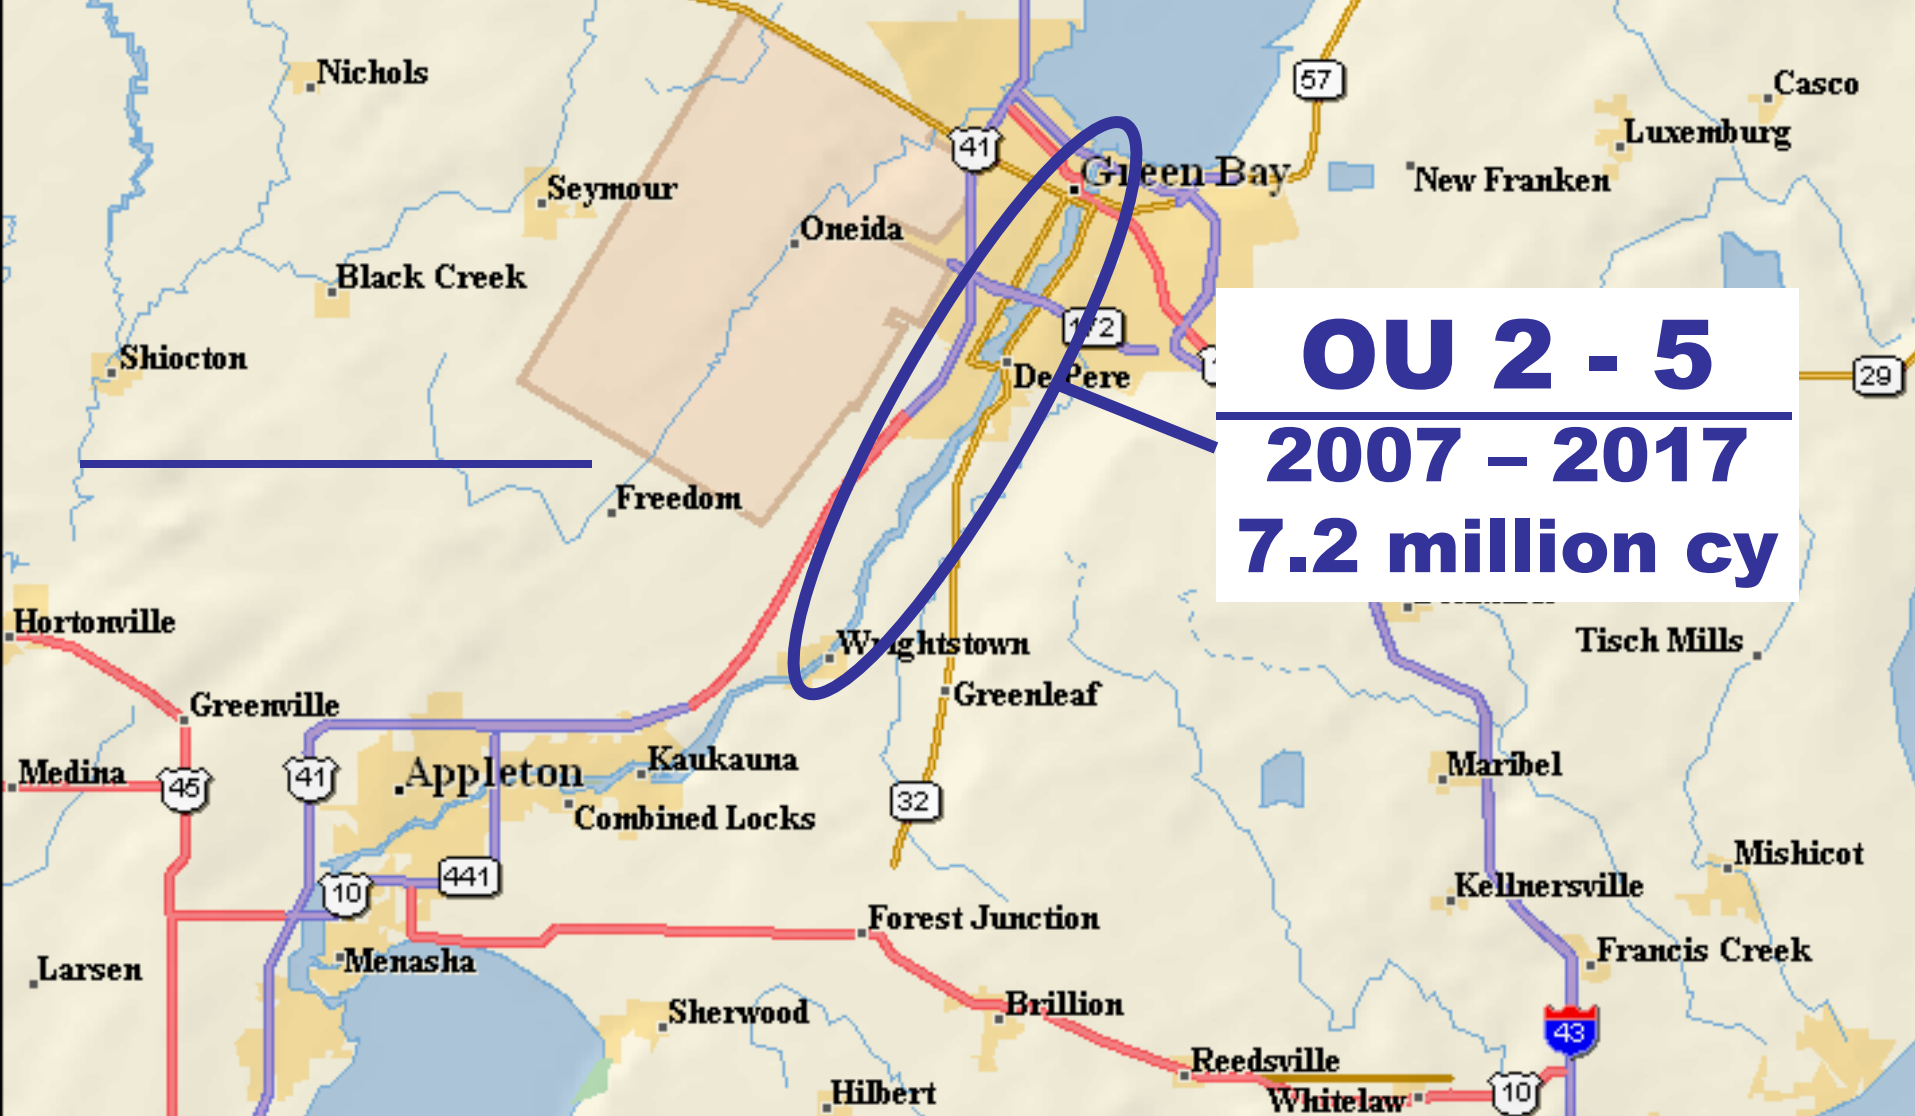 Nichols
57
Casco
Luxemburg
41
Green Bay
New Franken
Seymour
Oneida
Black Creek
172
OU 2 - 5
Shiocton
De Pere
29
2007 – 2017
Freedom
7.2 million cy
Hortonville
Wrightstown
Tisch Mills
Greenleaf
Greenville
Medina
45
41
Appleton
Kaukauna
Maribel
32
Combined Locks
Mishicot
441
10
Kellnersville
Forest Junction
Francis Creek
Larsen
Menasha
Sherwood
Brillion
43
Reedsville
Hilbert
Whitelaw
10